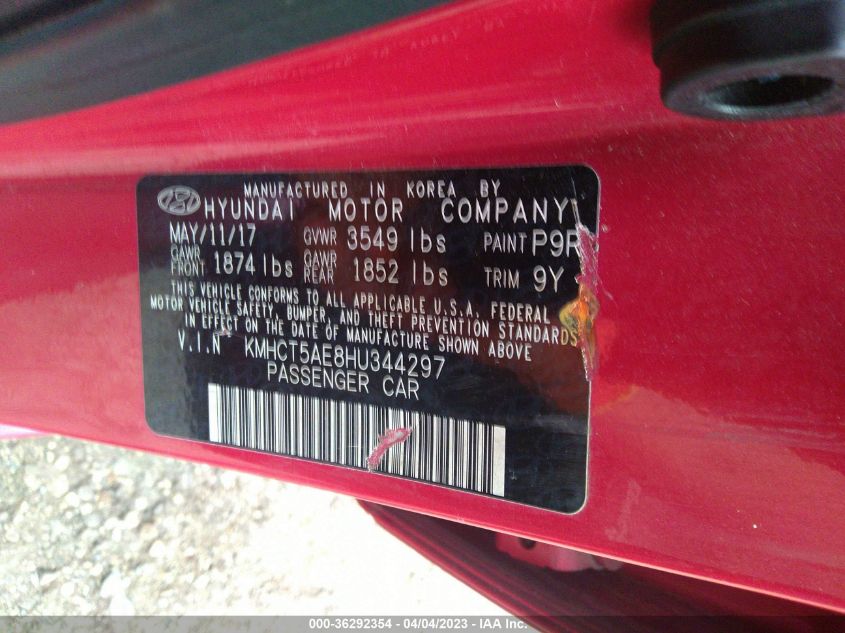 MANUFACTURED IN KOREA BY
HYUNDAI MOTOR COMPANY
MAY/11/17 GVWR 3549 lbs PAINT P9R
GAWR FRONT 1874 lbs GAWR REAR 1852 lbs TRIM 9Y
THIS VEHICLE CONFORMS TO ALL APPLICABLE U.S.A. FEDERAL
MOTOR VEHICLE SAFETY, BUMPER, AND THEFT PREVENTION STANDARDS
IN EFFECT ON THE DATE OF MANUFACTURE SHOWN ABOVE
V.I.N KMHCT5AE8HU344297
PASSENGER CAR
000-36292354 - 04/04/2023 - IAA Inc.